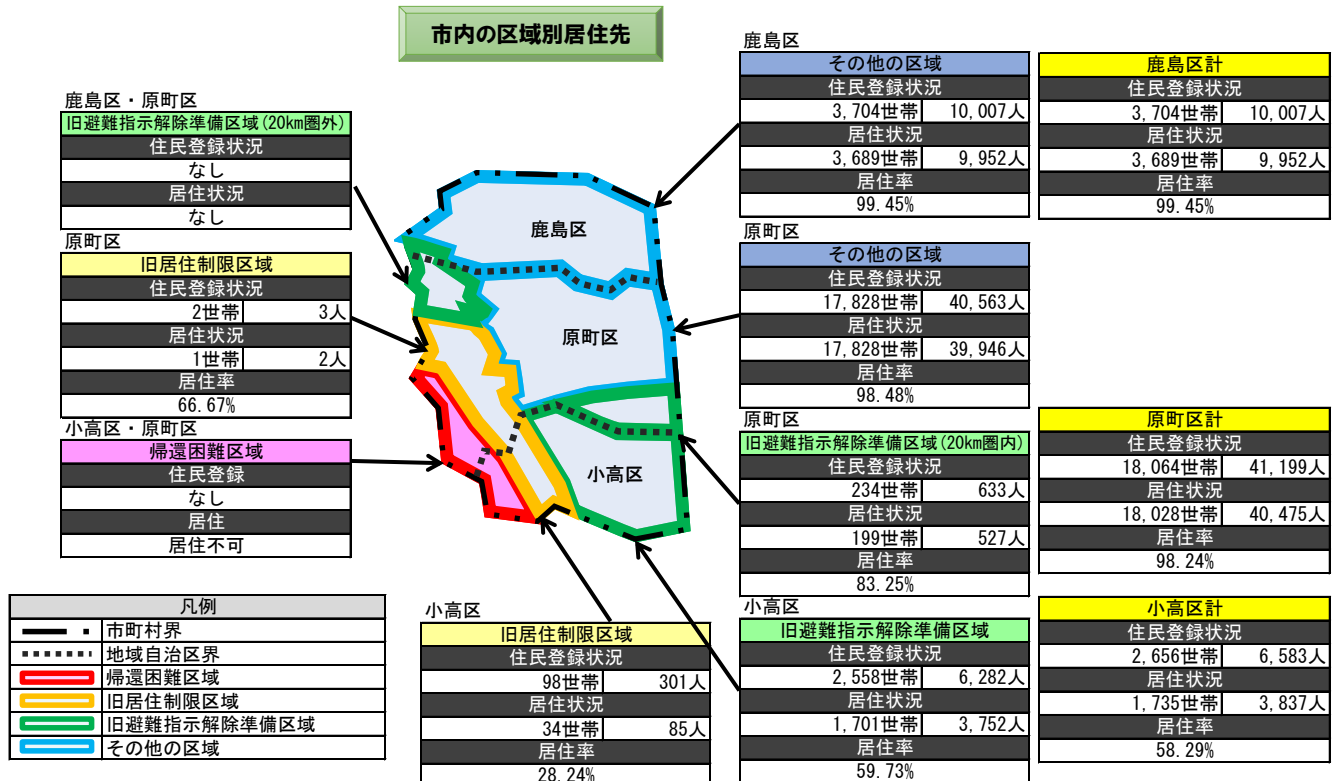 市内の区域別居住先
鹿島区・原町区
旧避難指示解除準備区域(20km圏外)
住民登録状況
なし
居住状況
なし
原町区
旧居住制限区域
住民登録状況
2世帯 3人
居住状況
1世帯 2人
居住率
66.67%
小高区・原町区
帰還困難区域
住民登録
なし
居住
居住不可
鹿島区
その他の区域
住民登録状況
3,704世帯 10,007人
居住状況
3,689世帯 9,952人
居住率
99.45%
鹿島区計
住民登録状況
3,704世帯 10,007人
居住状況
3,689世帯 9,952人
居住率
99.45%
原町区
その他の区域
住民登録状況
17,828世帯 40,563人
居住状況
17,828世帯 39,946人
居住率
98.48%
原町区
旧避難指示解除準備区域(20km圏内)
住民登録状況
234世帯 633人
居住状況
199世帯 527人
居住率
83.25%
原町区計
住民登録状況
18,064世帯 41,199人
居住状況
18,028世帯 40,475人
居住率
98.24%
鹿島区
原町区
小高区
凡例
市町村界
地域自治区界
帰還困難区域
旧居住制限区域
旧避難指示解除準備区域
その他の区域
小高区
旧居住制限区域
住民登録状況
98世帯 301人
居住状況
34世帯 85人
居住率
28.24%
小高区
旧避難指示解除準備区域
住民登録状況
2,558世帯 6,282人
居住状況
1,701世帯 3,752人
居住率
59.73%
小高区計
住民登録状況
2,656世帯 6,583人
居住状況
1,735世帯 3,837人
居住率
58.29%